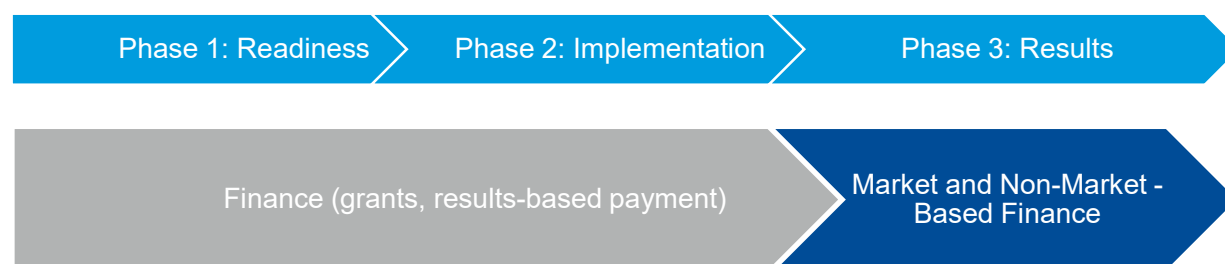 Phase 1: Readiness
Phase 2: Implementation
Phase 3: Results
Finance (grants, results-based payment)
Market and Non-Market -
Based Finance